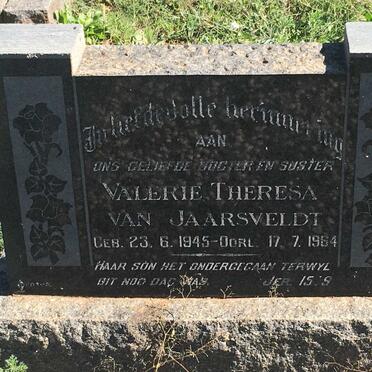 In liefdevolle herinnering
AAN
ONS GELIEFDE DOGTER EN SUSTER
VALERIE THERESA
VAN JAARSVELDT
GEB. 23. 6. 1945 - OORL. 17. 7. 1964
HAAR SON HET ONDERGEGAAN TERWYL
DIT NOG DAG WAS JER. 15:9